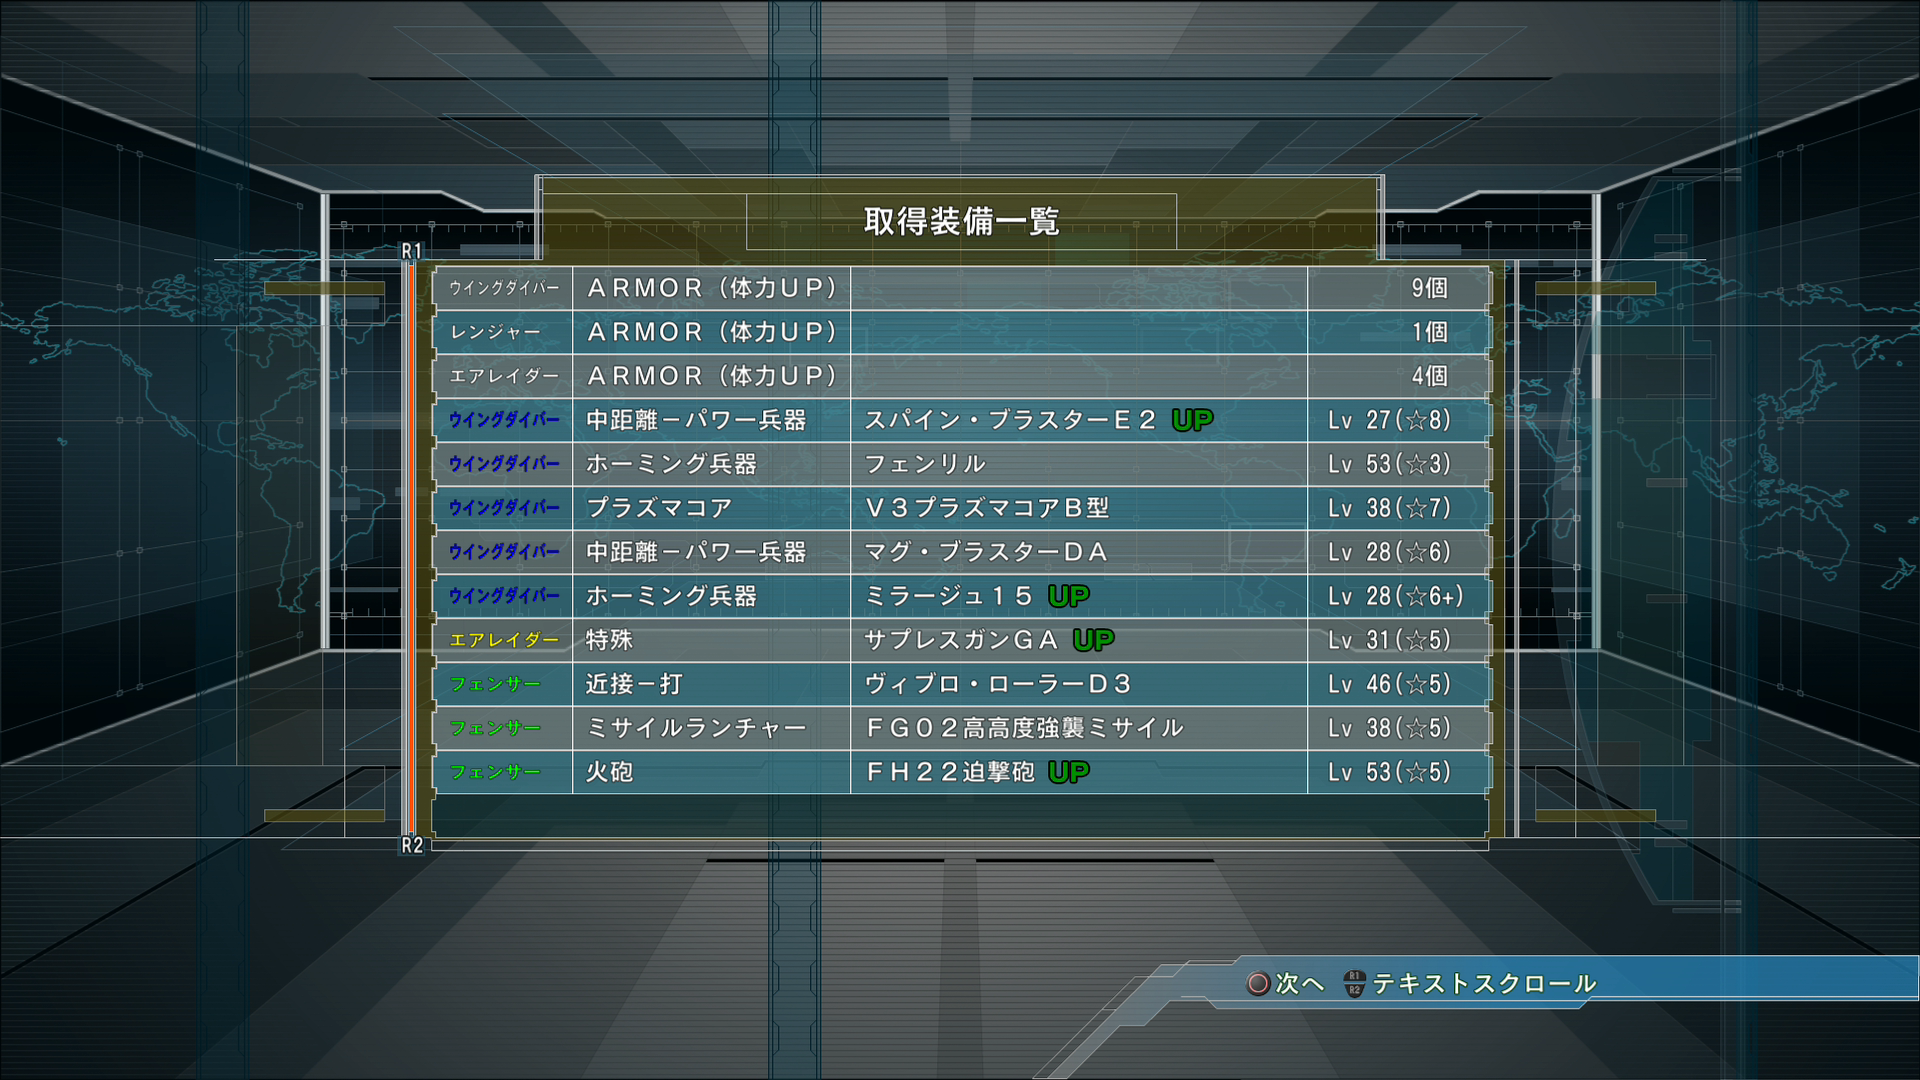 取得装備一覧
R1
ウイングダイバー ＡＲＭＯＲ（体力ＵＰ） 9個
レンジャー ＡＲＭＯＲ（体力ＵＰ） 1個
エアレイダー ＡＲＭＯＲ（体力ＵＰ） 4個
ウイングダイバー 中距離－パワー兵器 スパイン・ブラスターＥ２ UP Lv 27(☆8)
ウイングダイバー ホーミング兵器 フェンリル Lv 53(☆3)
ウイングダイバー プラズマコア Ｖ３プラズマコアＢ型 Lv 38(☆7)
ウイングダイバー 中距離－パワー兵器 マグ・ブラスターＤＡ Lv 28(☆6)
ウイングダイバー ホーミング兵器 ミラージュ１５ UP Lv 28(☆6+)
エアレイダー 特殊 サプレスガンＧＡ UP Lv 31(☆5)
フェンサー 近接－打 ヴィブロ・ローラーＤ３ Lv 46(☆5)
フェンサー ミサイルランチャー ＦＧ０２高高度強襲ミサイル Lv 38(☆5)
フェンサー 火砲 ＦＨ２２迫撃砲 UP Lv 53(☆5)
R2
次へ R1 R2 テキストスクロール